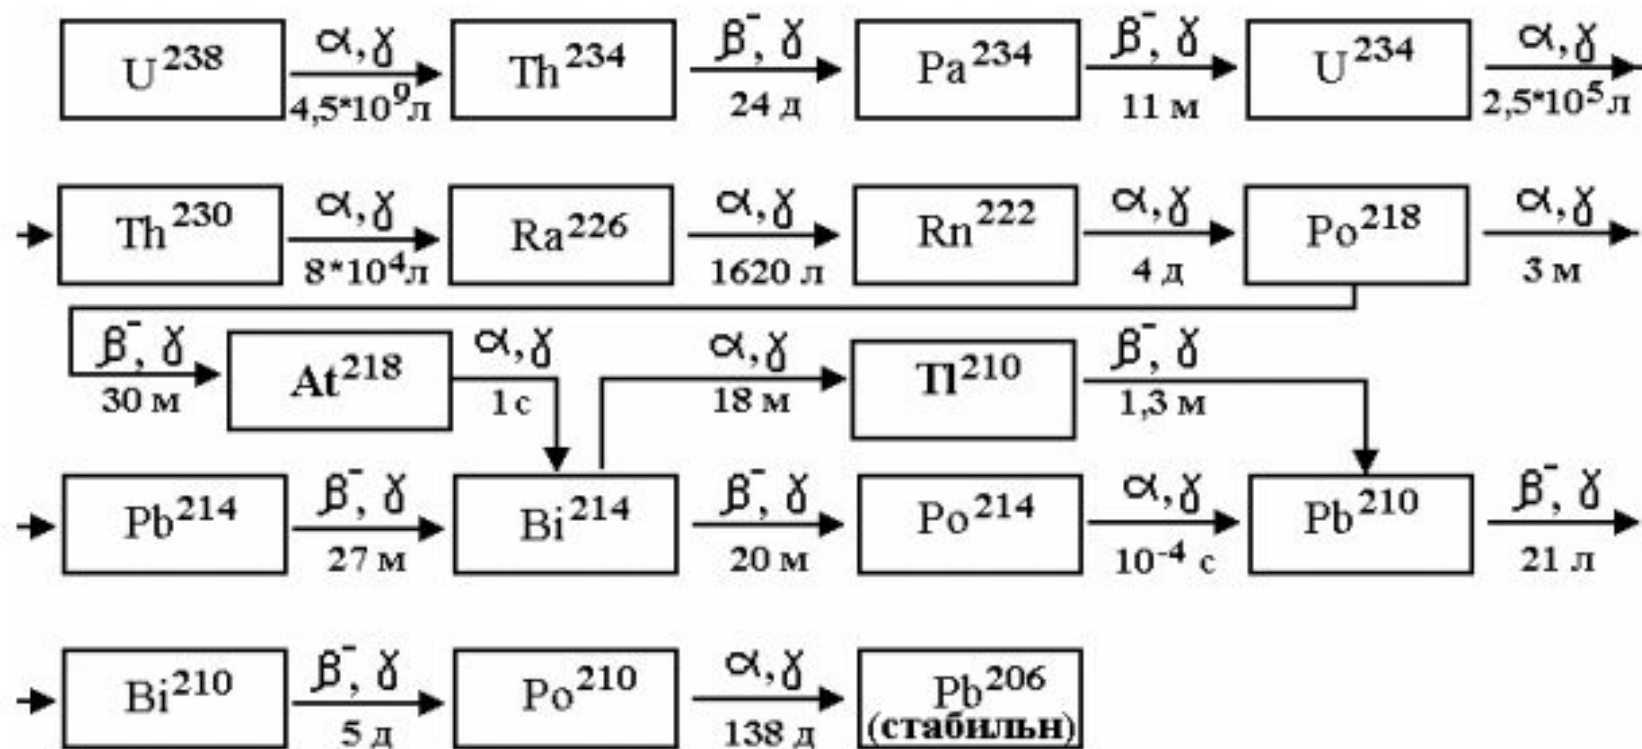 U²³⁸ α,γ 4,5*10⁹л Th²³⁴ β⁻, γ 24 д Pa²³⁴ β⁻, γ 11 м U²³⁴ α,γ 2,5*10⁵л
Th²³⁰ α,γ 8*10⁴л Ra²²⁶ α,γ 1620 л Rn²²² α,γ 4 д Po²¹⁸ α,γ 3 м
β⁻, γ 30 м At²¹⁸ α,γ 1 с α,γ 18 м Tl²¹⁰ β⁻, γ 1,3 м
Pb²¹⁴ β⁻, γ 27 м Bi²¹⁴ β⁻, γ 20 м Po²¹⁴ α,γ 10⁻⁴ с Pb²¹⁰ β⁻, γ 21 л
Bi²¹⁰ β⁻, γ 5 д Po²¹⁰ α,γ 138 д Pb²⁰⁶
(стабильн)